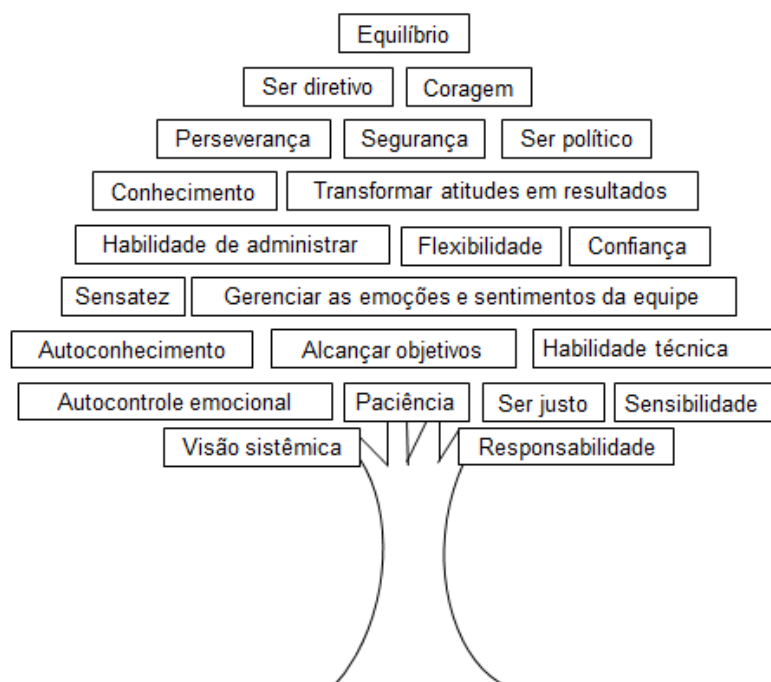 Equilíbrio
Ser diretivo Coragem
Perseverança Segurança Ser político
Conhecimento Transformar atitudes em resultados
Habilidade de administrar Flexibilidade Confiança
Sensatez Gerenciar as emoções e sentimentos da equipe
Autoconhecimento Alcançar objetivos Habilidade técnica
Autocontrole emocional Paciência Ser justo Sensibilidade
Visão sistêmica Responsabilidade